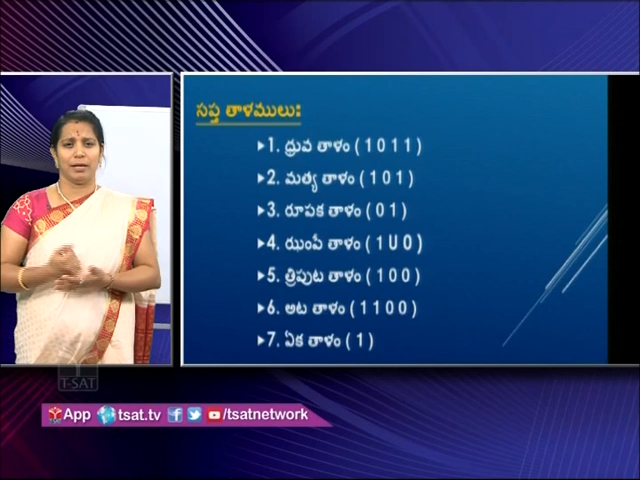 సప్త తాళములుః
➤1. ధ్రువ తాళం ( 1 0 1 1 )
➤2. మత్య తాళం ( 1 0 1 )
➤3. రూపక తాళం ( 0 1 )
➤4. ఝంపే తాళం ( 1 U 0 )
➤5. త్రిపుట తాళం ( 1 0 0 )
➤6. అట తాళం ( 1 1 0 0 )
➤7. ఏక తాళం ( 1 )
T-SAT
App tsat.tv /tsatnetwork